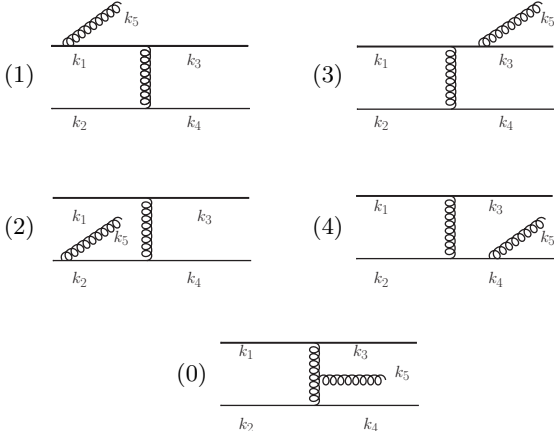 k₅ k₅
(1) k₁ k₃ (3) k₁ k₃
k₂ k₄ k₂ k₄
(2) k₁ k₃ (4) k₁ k₃
k₅ k₅
k₂ k₄ k₂ k₄
(0) k₁ k₃
k₅
k₂ k₄